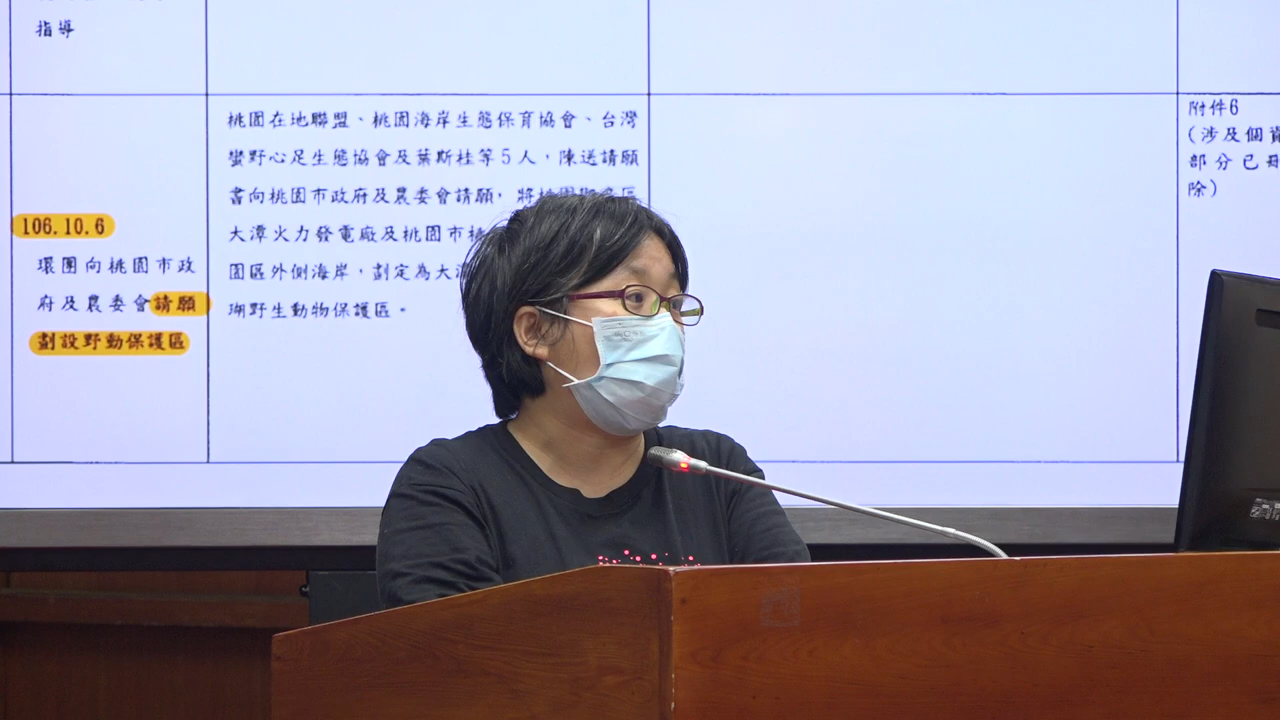 指導
106.10.6
環團向桃園市政
府及農委會請願
劃設野動保護區
桃園在地聯盟、桃園海岸生態保育協會、台灣
蠻野心足生態協會及葉斯桂等5人，陳送請願
書向桃園市政府及農委會請願，將桃園
大潭火力發電廠及桃園市
園區外側海岸，劃定為大
瑚野生動物保護區。
附件6
(涉及個資
部分已
除)